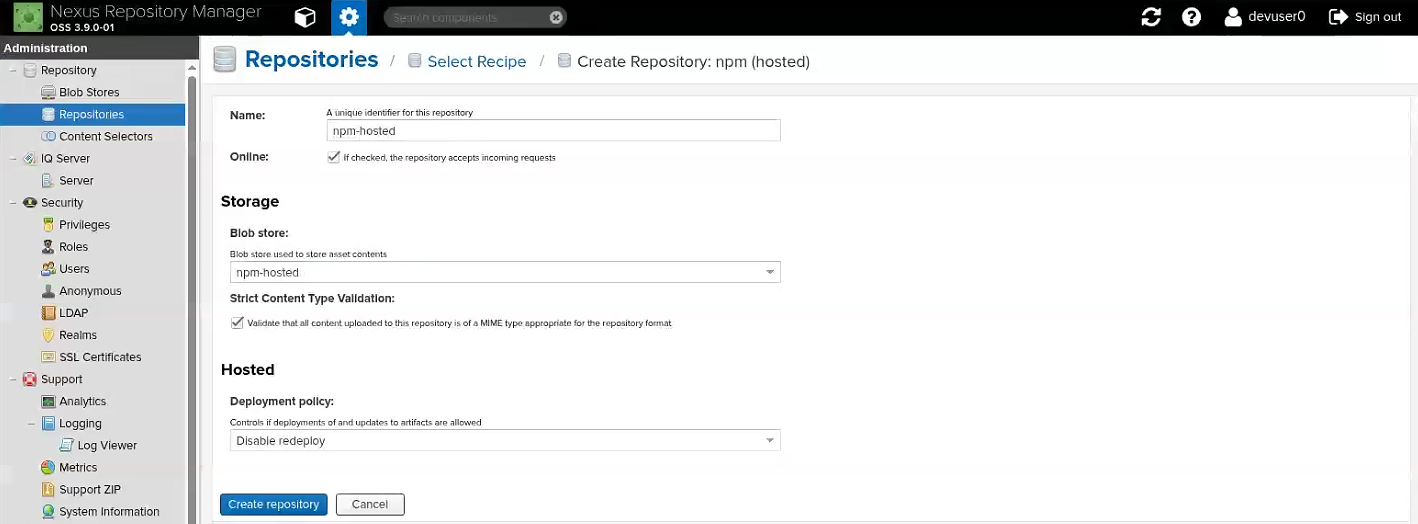 Nexus Repository Manager
OSS 3.9.0-01
Search components
devuser0
Sign out
Administration
Repository
Blob Stores
Repositories
Content Selectors
IQ Server
Server
Security
Privileges
Roles
Users
Anonymous
LDAP
Realms
SSL Certificates
Support
Analytics
Logging
Log Viewer
Metrics
Support ZIP
System Information
Repositories / Select Recipe / Create Repository: npm (hosted)
Name:
A unique identifier for this repository
npm-hosted
Online:
If checked, the repository accepts incoming requests
Storage
Blob store:
Blob store used to store asset contents
npm-hosted
Strict Content Type Validation:
Validate that all content uploaded to this repository is of a MIME type appropriate for the repository format
Hosted
Deployment policy:
Controls if deployments of and updates to artifacts are allowed
Disable redeploy
Create repository
Cancel